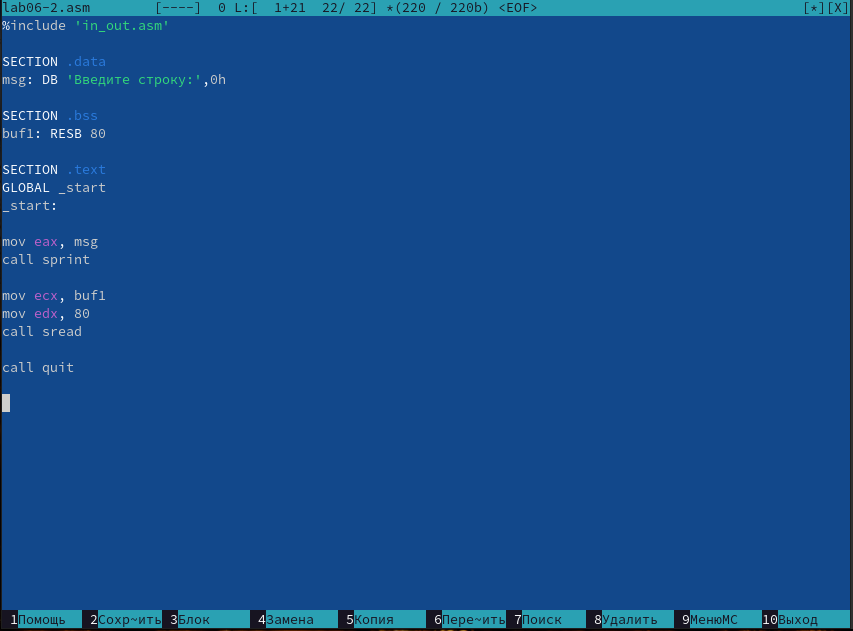 lab06-2.asm [----] 0 L:[ 1+21 22/ 22] *(220 / 220b) <EOF> [*][X]
%include 'in_out.asm'
SECTION .data
msg: DB 'Введите строку:',0h
SECTION .bss
buf1: RESB 80
SECTION .text
GLOBAL _start
_start:
mov eax, msg
call sprint
mov ecx, buf1
mov edx, 80
call sread
call quit
1Помощь 2Сохр~ить 3Блок 4Замена 5Копия 6Пере~ить 7Поиск 8Удалить 9МенюMC 10Выход